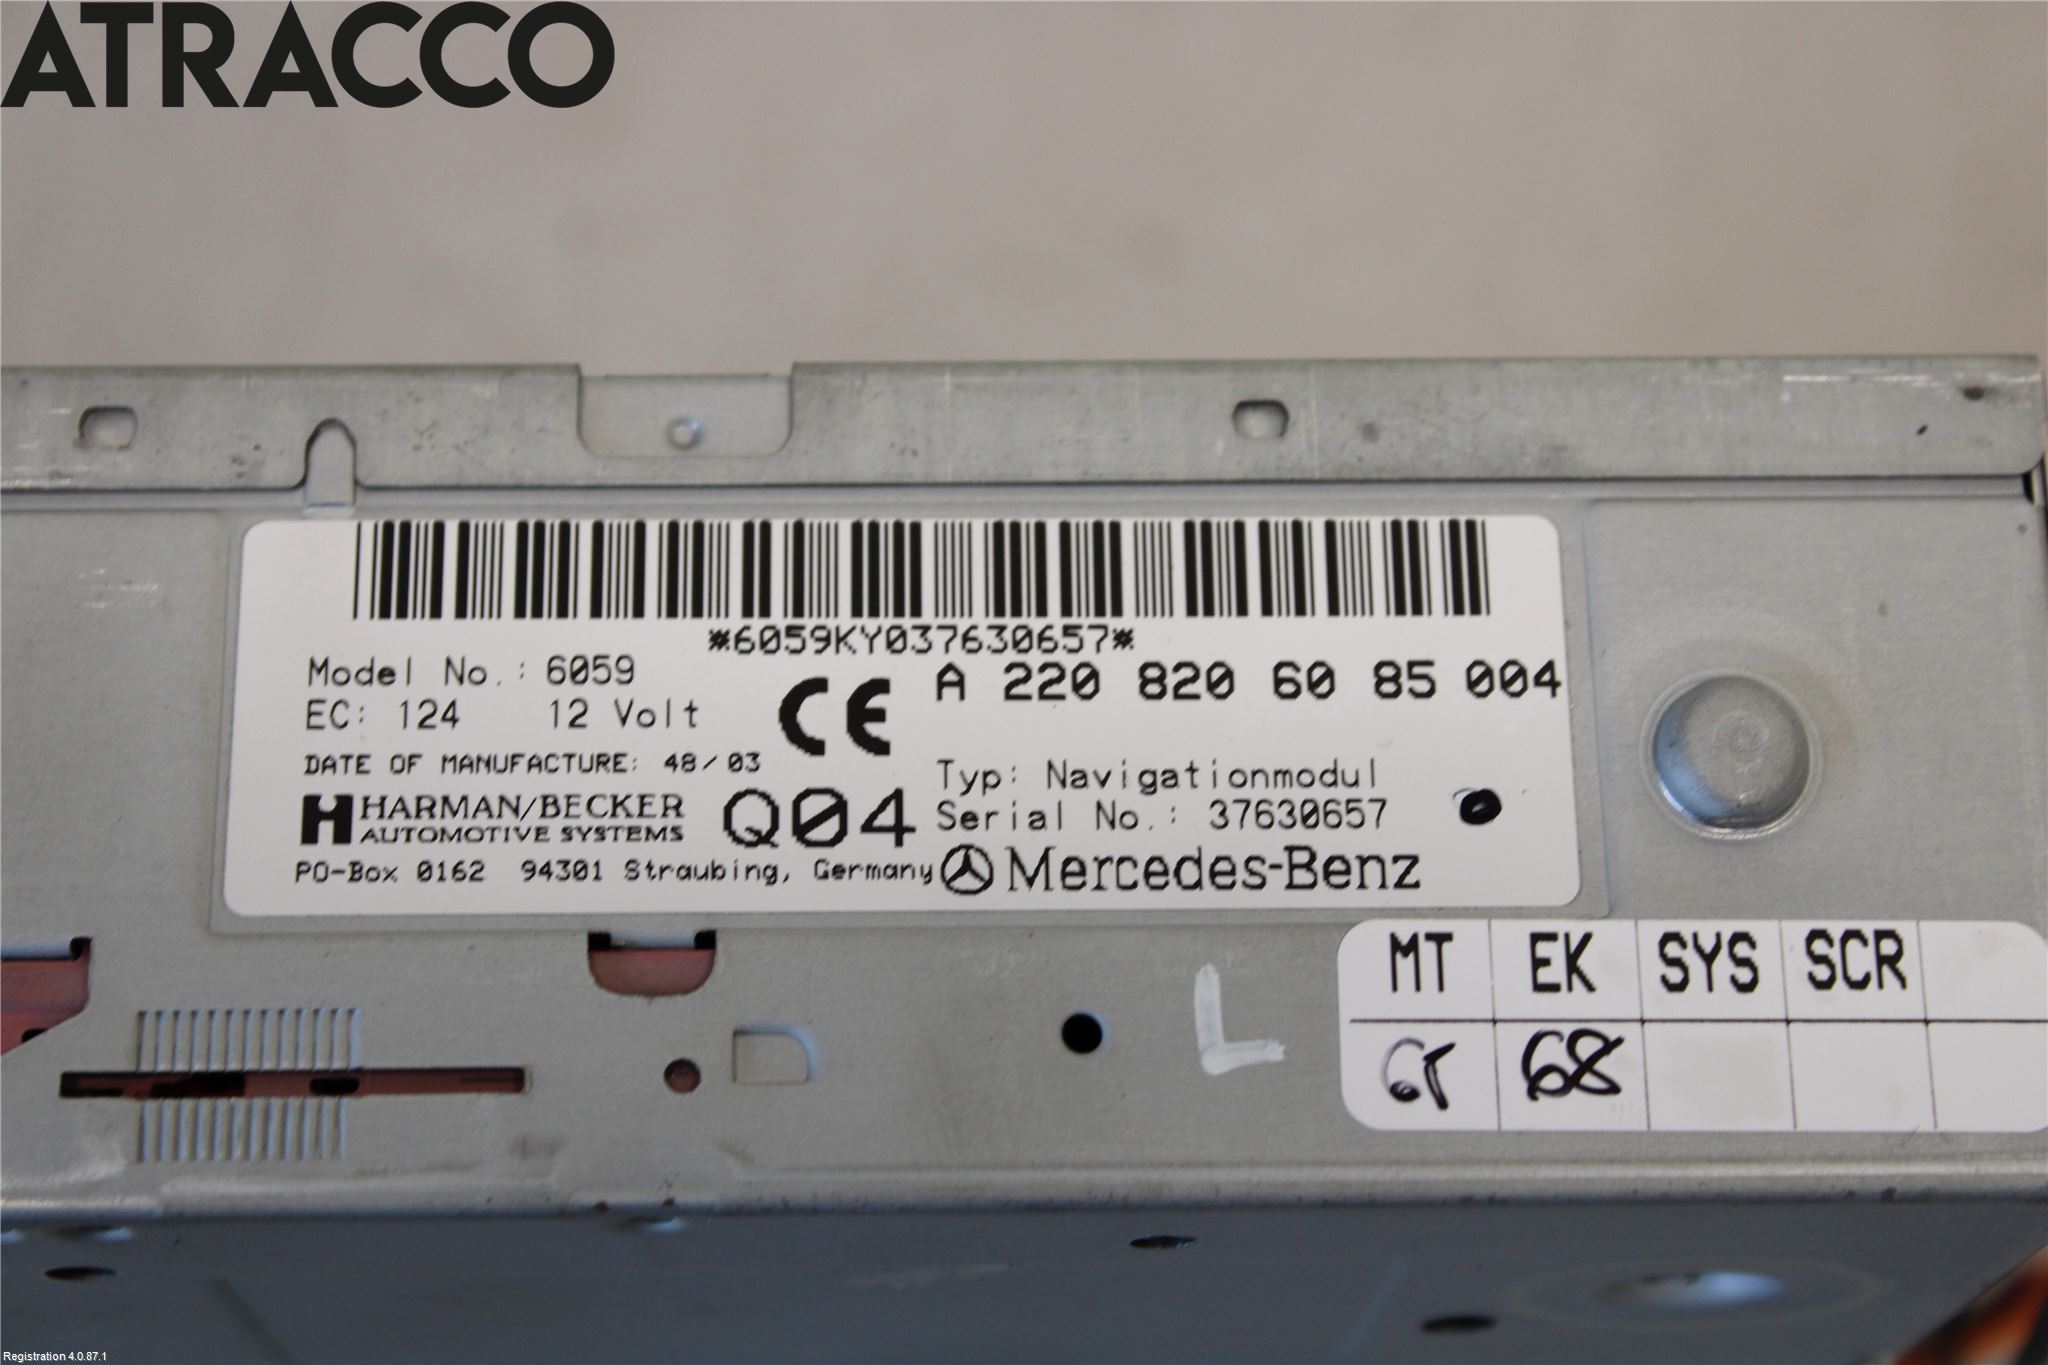 ATRACCO
*6059KY037630657*
Model No.: 6059
A 220 820 60 85 004
EC: 124 12 Volt
CE
DATE OF MANUFACTURE: 48/03
Typ: Navigationmodul
HARMAN/BECKER
AUTOMOTIVE SYSTEMS
Q04
Serial No.: 37630657
PO-Box 0162 94301 Straubing, Germany
Mercedes-Benz
MT EK SYS SCR
68
L
Registration 4.0.87.1